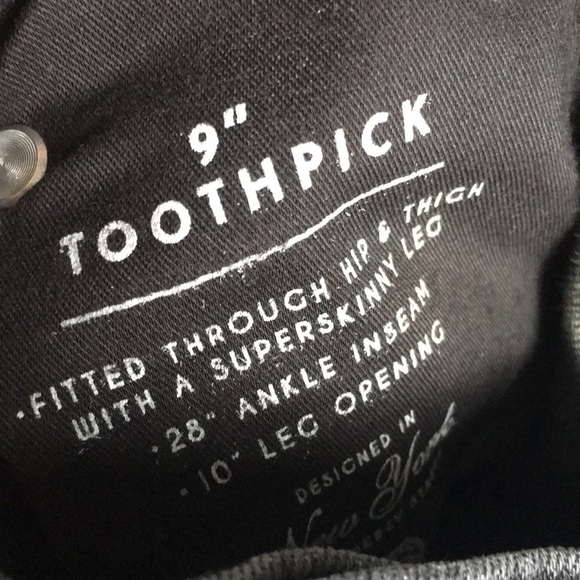 9"
TOOTHPICK
·FITTED THROUGH HIP & THIGH
WITH A SUPERSKINNY LEG
·28" ANKLE INSEAM
·10" LEG OPENING
DESIGNED IN
New York